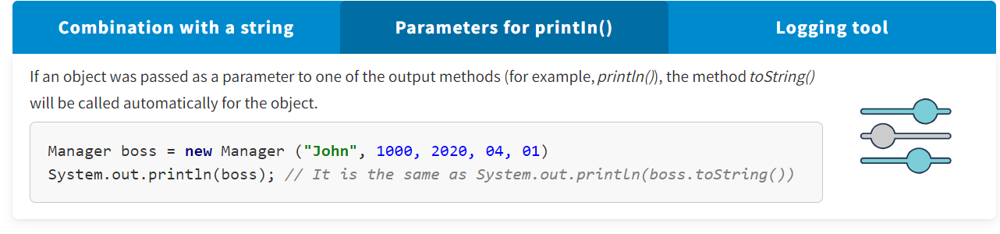 Combination with a string
Parameters for println()
Logging tool
If an object was passed as a parameter to one of the output methods (for example, println()), the method toString()
will be called automatically for the object.
Manager boss = new Manager ("John", 1000, 2020, 04, 01)
System.out.println(boss); // It is the same as System.out.println(boss.toString())